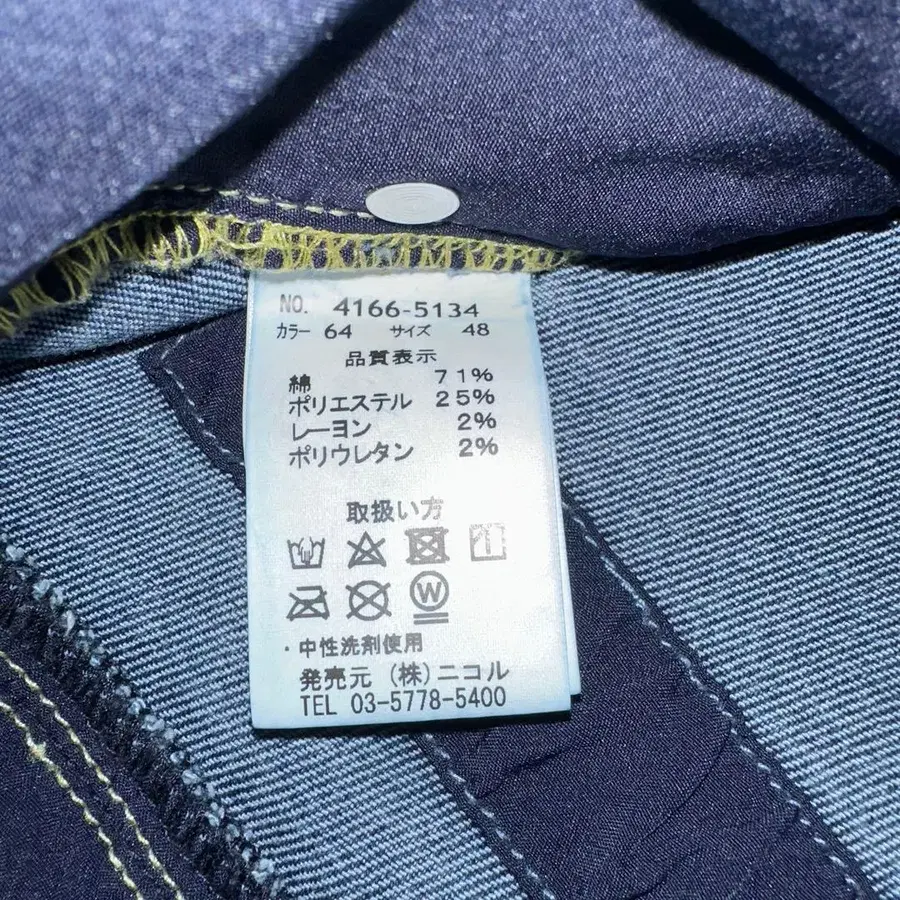 NO. 4166-5134
カラー 64 サイズ 48
品質表示
綿 71%
ポリエステル 25%
レーヨン 2%
ポリウレタン 2%
取扱い方
W
・中性洗剤使用
発売元 (株)ニコル
TEL 03-5778-5400